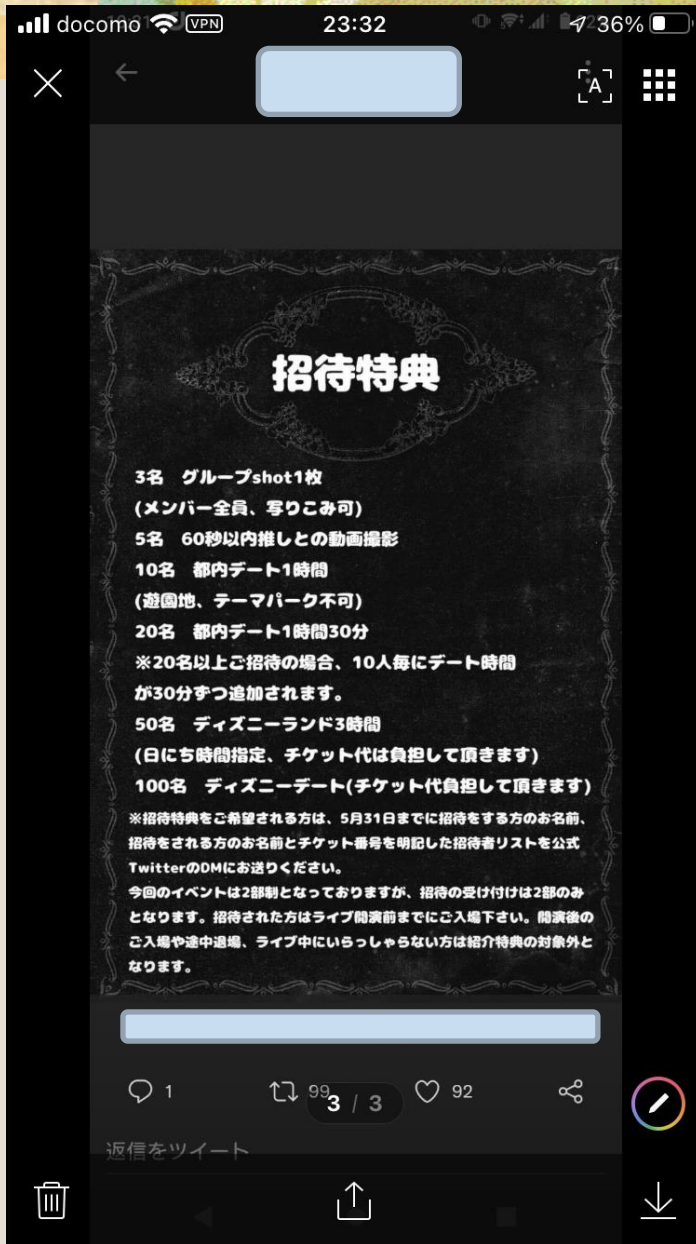 docomo VPN 23:32 36%
A
招待特典
3名 グループshot1枚
(メンバー全員、写りこみ可)
5名 60秒以内推しとの動画撮影
10名 都内デート1時間
(遊園地、テーマパーク不可)
20名 都内デート1時間30分
※20名以上ご招待の場合、10人毎にデート時間
が30分ずつ追加されます。
50名 ディズニーランド3時間
(日にち時間指定、チケット代は負担して頂きます)
100名 ディズニーデート(チケット代負担して頂きます)
※招待特典をご希望される方は、5月31日までに招待をする方のお名前、
招待をされる方のお名前とチケット番号を明記した招待者リストを公式
TwitterのDMにお送りください。
今回のイベントは2部制となっておりますが、招待の受け付けは2部のみ
となります。招待された方はライブ開演前までにご入場下さい。開演後の
ご入場や途中退場、ライブ中にいらっしゃらない方は紹介特典の対象外と
なります。
1 99 92
3 / 3
返信をツイート